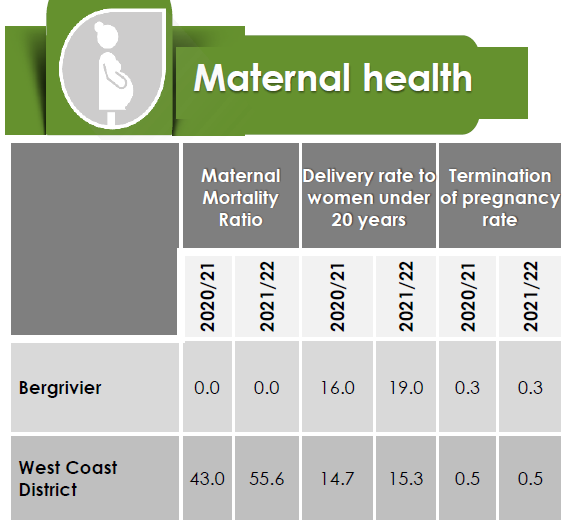 Maternal health
Maternal Mortality Ratio
Delivery rate to women under 20 years
Termination of pregnancy rate
2020/21 2021/22 2020/21 2021/22 2020/21 2021/22
Bergrivier 0.0 0.0 16.0 19.0 0.3 0.3
West Coast District 43.0 55.6 14.7 15.3 0.5 0.5